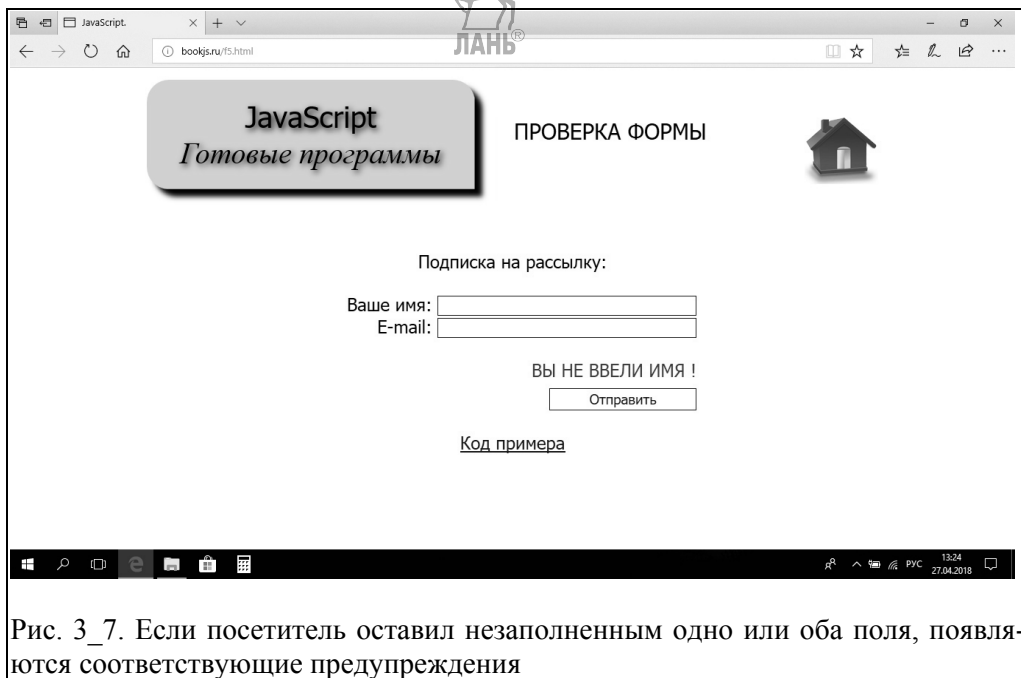 JavaScript.
ЛАНЬ®
bookjs.ru/f5.html
JavaScript
Готовые программы
ПРОВЕРКА ФОРМЫ
Подписка на рассылку:
Ваше имя:
E-mail:
ВЫ НЕ ВВЕЛИ ИМЯ !
Отправить
Код примера
РУС
13:24
27.04.2018
Рис. 3_7. Если посетитель оставил незаполненным одно или оба поля, появля-
ются соответствующие предупреждения